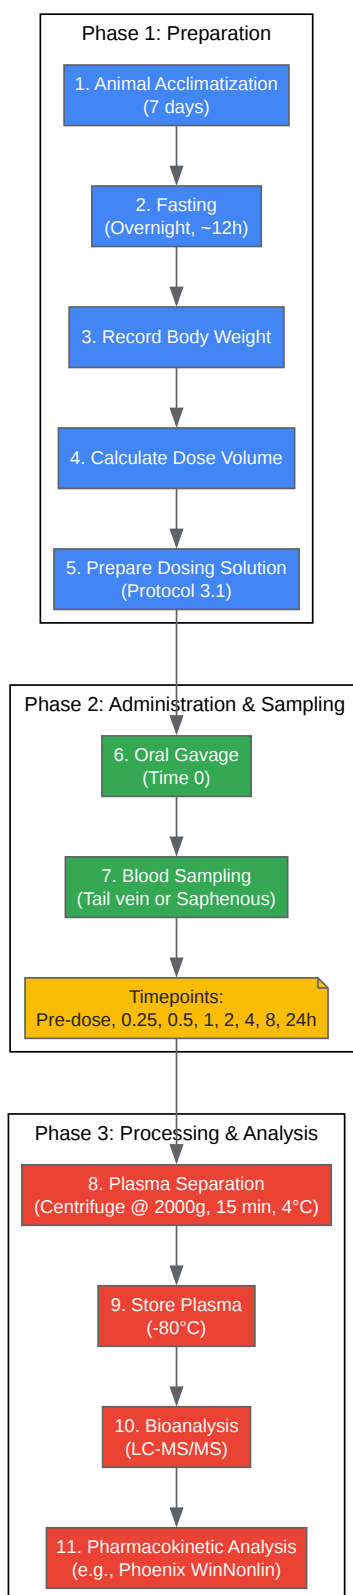 Phase 1: Preparation
1. Animal Acclimatization
(7 days)
2. Fasting
(Overnight, ~12h)
3. Record Body Weight
4. Calculate Dose Volume
5. Prepare Dosing Solution
(Protocol 3.1)
Phase 2: Administration & Sampling
6. Oral Gavage
(Time 0)
7. Blood Sampling
(Tail vein or Saphenous)
Timepoints:
Pre-dose, 0.25, 0.5, 1, 2, 4, 8, 24h
Phase 3: Processing & Analysis
8. Plasma Separation
(Centrifuge @ 2000g, 15 min, 4°C)
9. Store Plasma
(-80°C)
10. Bioanalysis
(LC-MS/MS)
11. Pharmacokinetic Analysis
(e.g., Phoenix WinNonlin)